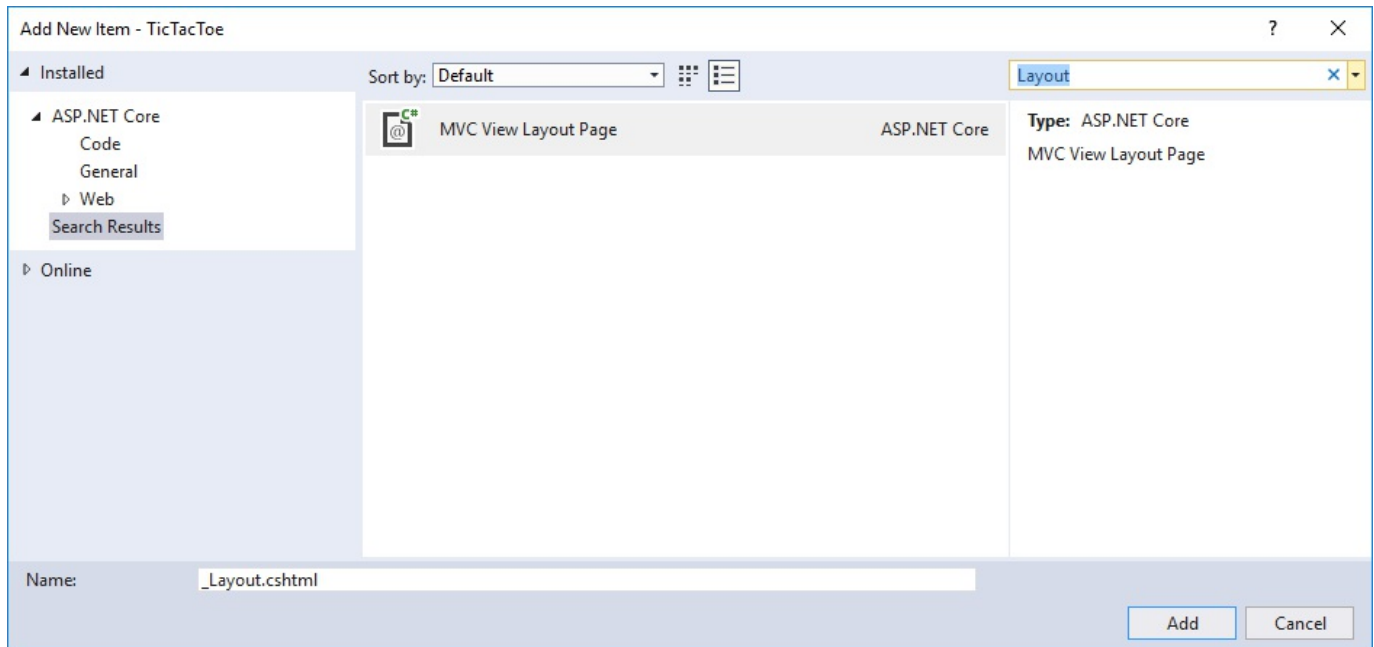 Add New Item - TicTacToe ? ×
Installed
Sort by: Default
Layout
ASP.NET Core
Code
General
Web
Search Results
Online
C#
@
MVC View Layout Page ASP.NET Core
Type: ASP.NET Core
MVC View Layout Page
Name: _Layout.cshtml
Add Cancel